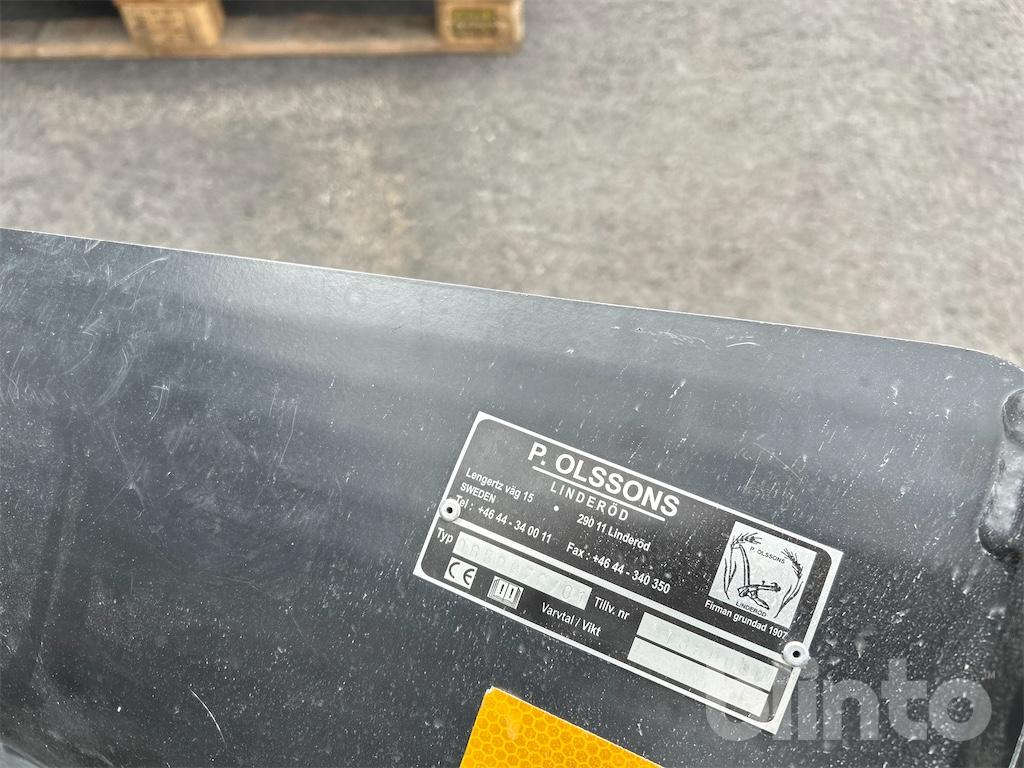 P. OLSSONS
LINDERÖD
Lengertz väg 15 • 290 11 Linderöd
SWEDEN
Tel : +46 44 - 34 00 11 Fax : +46 44 - 340 350
Typ
Tillv. nr
Varvtal / Vikt
CE
P. OLSSONS
LINDERÖD
Firman grundad 1907
olinto